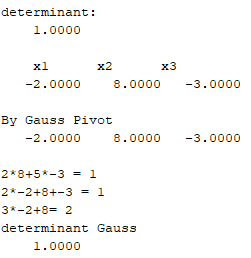 determinant:
1.0000
x1 x2 x3
-2.0000 8.0000 -3.0000
By Gauss Pivot
-2.0000 8.0000 -3.0000
2*8+5*-3 = 1
2*-2+8+-3 = 1
3*-2+8= 2
determinant Gauss
1.0000